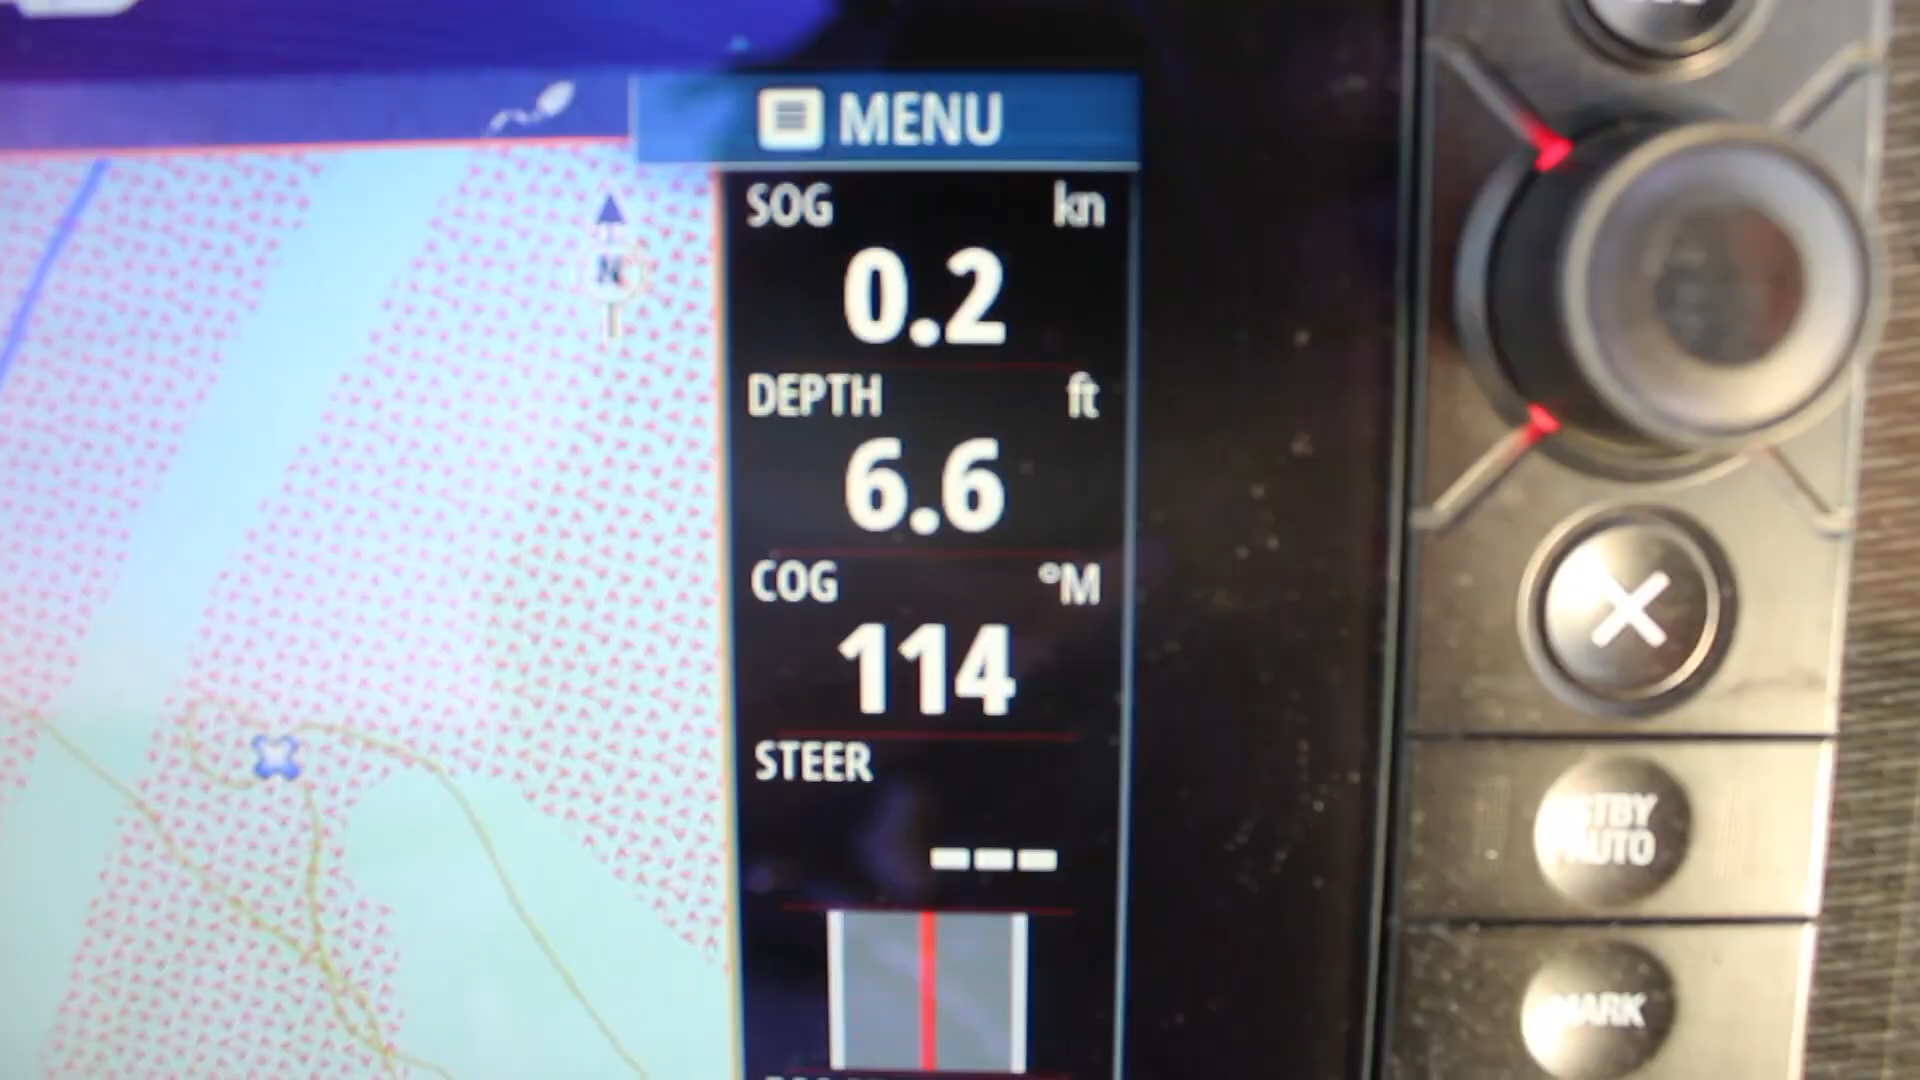 MENU
SOG kn
0.2
DEPTH ft
6.6
COG °M
114
STEER
---
N
STBY
AUTO
MARK